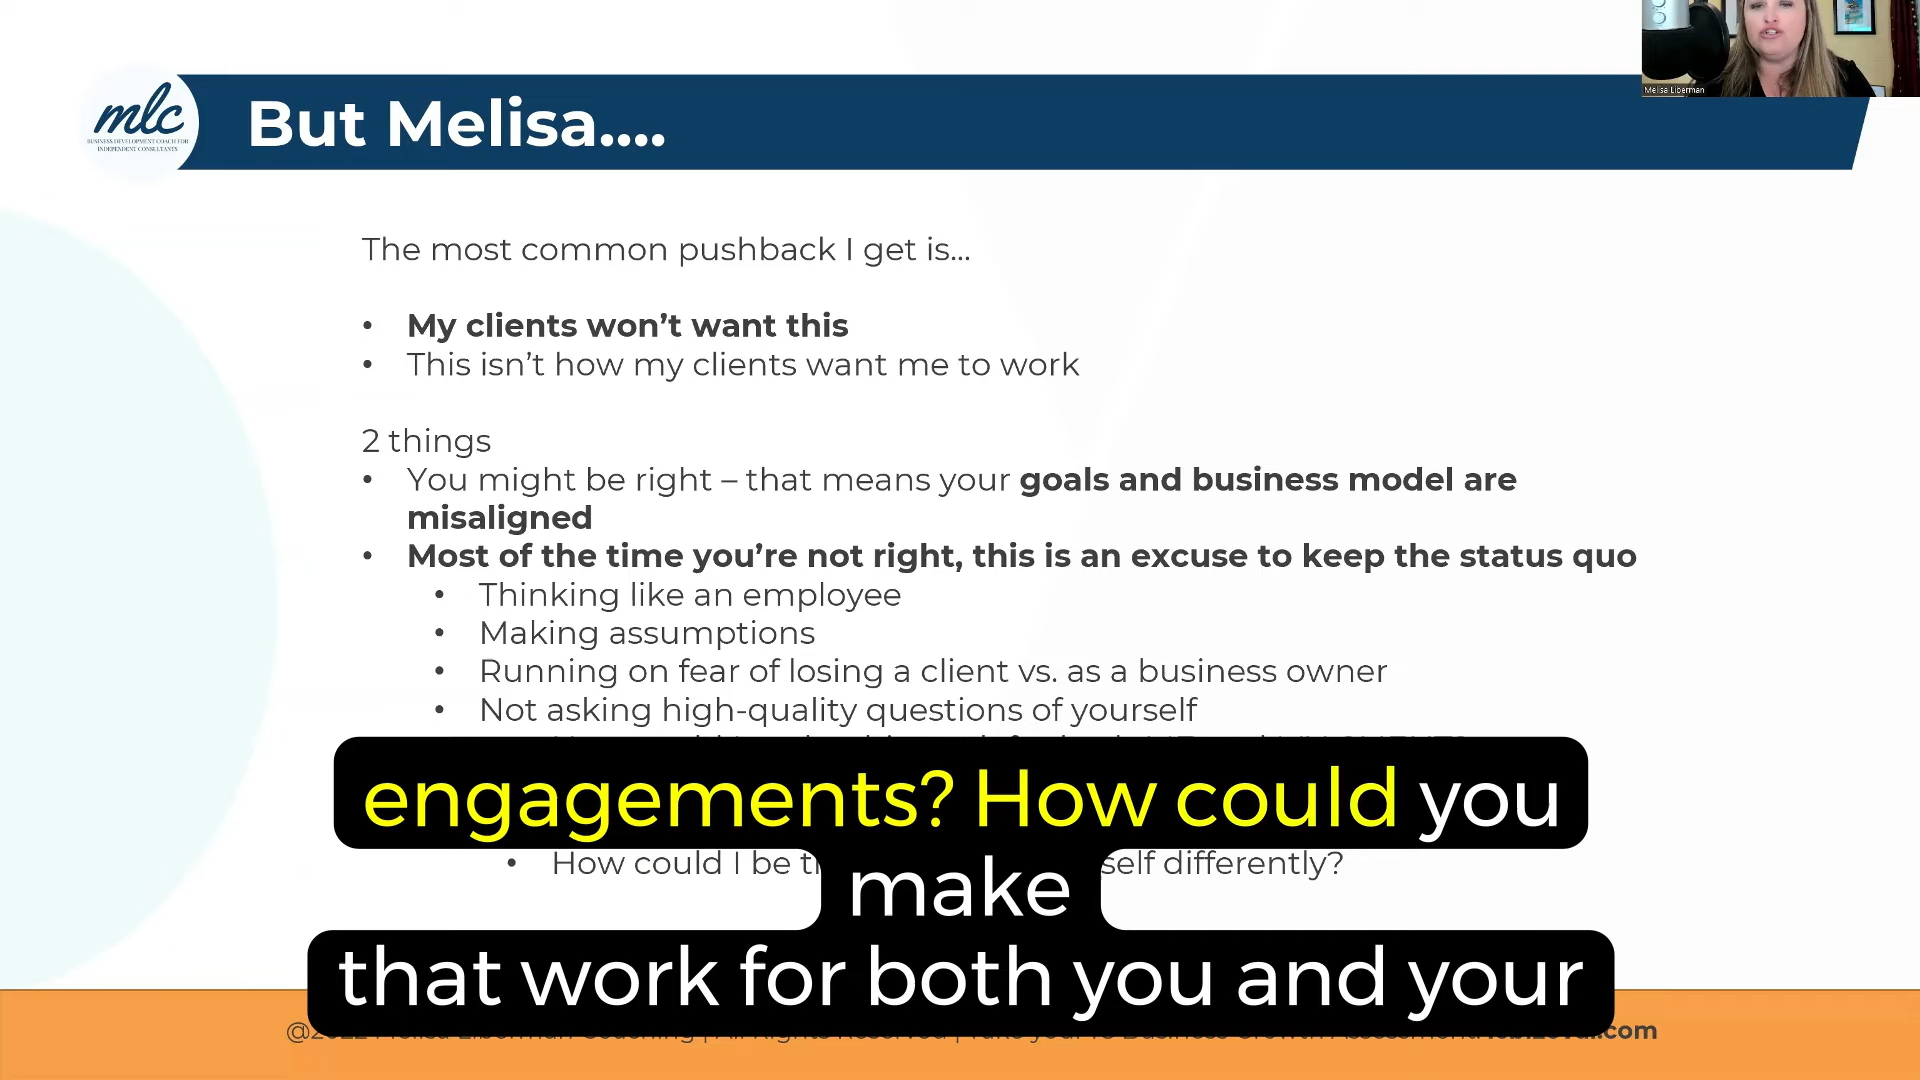 mlc
BUSINESS DEVELOPMENT COACH FOR
INDEPENDENT CONSULTANTS
But Melisa....
Melisa Liberman
The most common pushback I get is...
• My clients won't want this
• This isn't how my clients want me to work
2 things
• You might be right – that means your goals and business model are
misaligned
• Most of the time you're not right, this is an excuse to keep the status quo
• Thinking like an employee
• Making assumptions
• Running on fear of losing a client vs. as a business owner
• Not asking high-quality questions of yourself
engagements? How could you
• How could I be self differently?
make
that work for both you and your